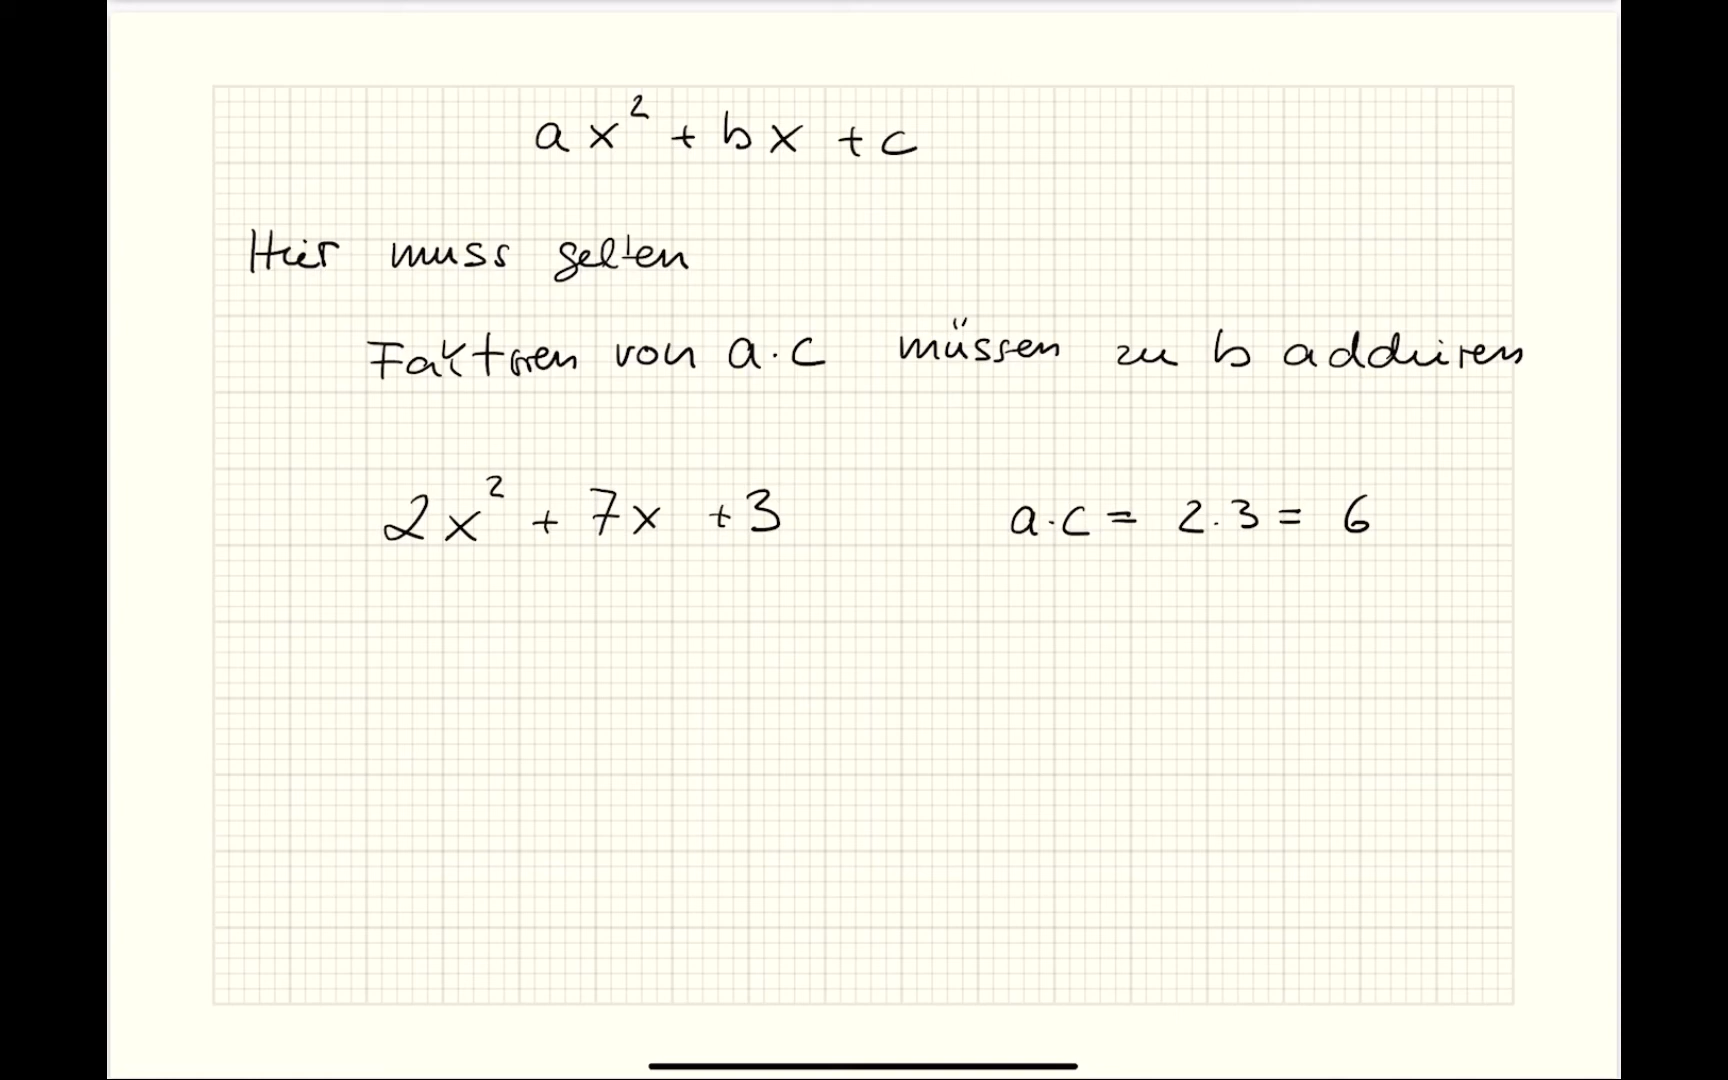 ax² + bx + c
Hier muss gelten
Faktoren von a·c müssen zu b addieren
2x² + 7x + 3 a·c = 2·3 = 6